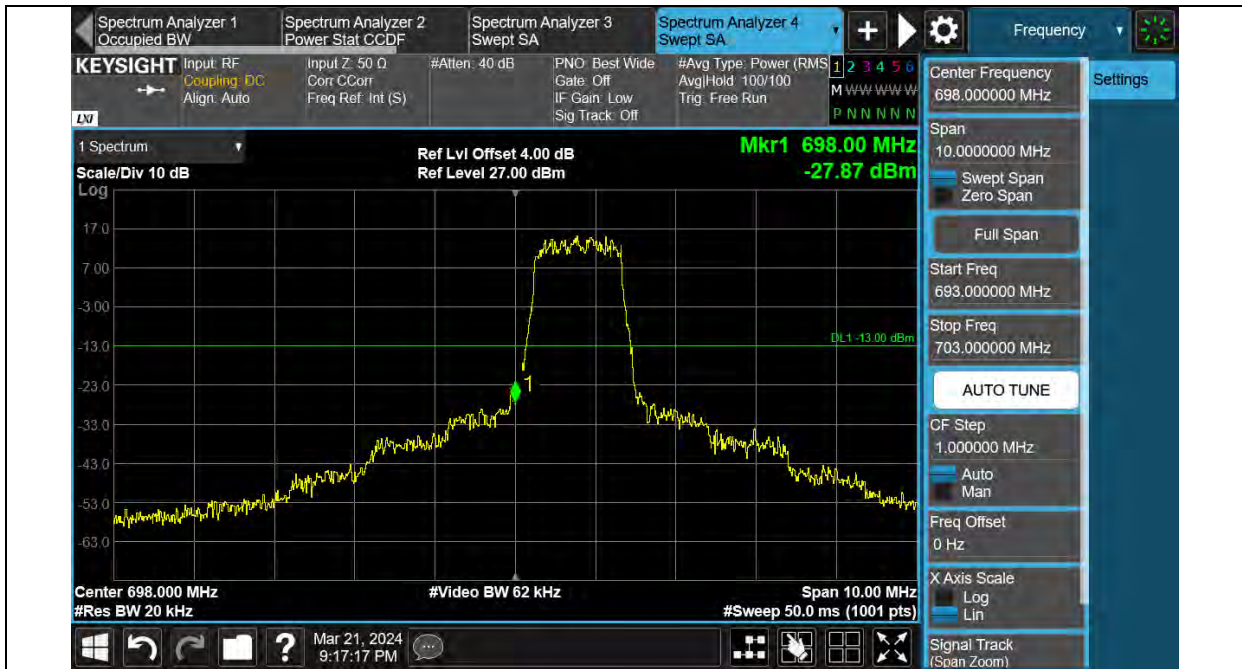 Spectrum Analyzer 1
Occupied BW
Spectrum Analyzer 2
Power Stat CCDF
Spectrum Analyzer 3
Swept SA
Spectrum Analyzer 4
Swept SA
+
Frequency
KEYSIGHT
LXI
Input: RF
Coupling: DC
Align: Auto
Input Z: 50 Ω
Corr CCorr
Freq Ref: Int (S)
#Atten: 40 dB
PNO: Best Wide
Gate: Off
IF Gain: Low
Sig Track: Off
#Avg Type: Power (RMS
Avg|Hold: 100/100
Trig: Free Run
1 2 3 4 5 6
M W W W W W
P N N N N N
1 Spectrum
Scale/Div 10 dB
Ref Lvl Offset 4.00 dB
Ref Level 27.00 dBm
Mkr1 698.00 MHz
-27.87 dBm
Log
17.0
7.00
-3.00
-13.0
-23.0
-33.0
-43.0
-53.0
-63.0
DL1 -13.00 dBm
1
Center 698.000 MHz
#Video BW 62 kHz
Span 10.00 MHz
#Res BW 20 kHz
#Sweep 50.0 ms (1001 pts)
Mar 21, 2024
9:17:17 PM
?
Center Frequency
698.000000 MHz
Settings
Span
10.0000000 MHz
Swept Span
Zero Span
Full Span
Start Freq
693.000000 MHz
Stop Freq
703.000000 MHz
AUTO TUNE
CF Step
1.000000 MHz
Auto
Man
Freq Offset
0 Hz
X Axis Scale
Log
Lin
Signal Track
(Span Zoom)